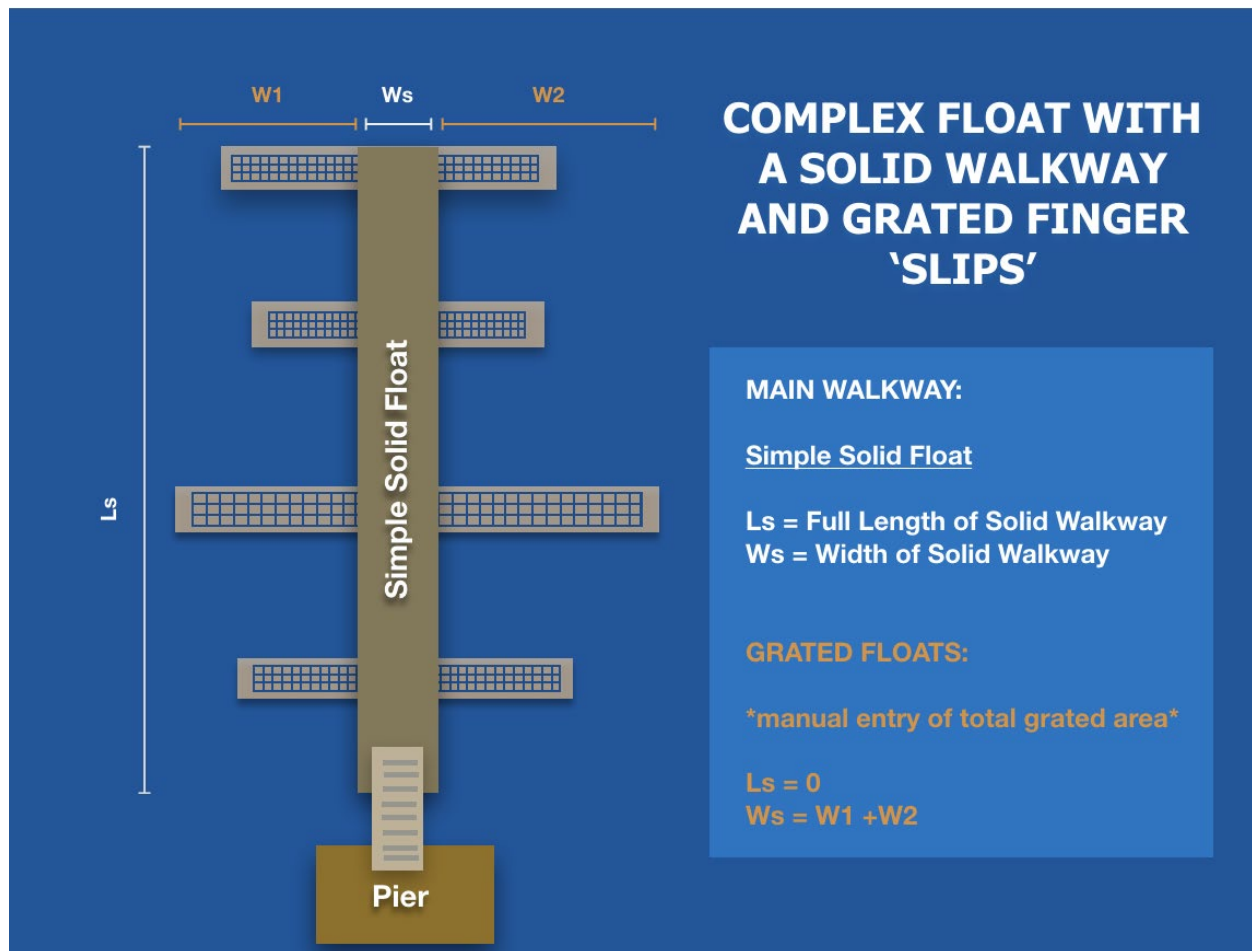 W1
Ws
W2
COMPLEX FLOAT WITH
A SOLID WALKWAY
AND GRATED FINGER
‘SLIPS’
Ls
Simple Solid Float
Pier
MAIN WALKWAY:
Simple Solid Float
Ls = Full Length of Solid Walkway
Ws = Width of Solid Walkway
GRATED FLOATS:
*manual entry of total grated area*
Ls = 0
Ws = W1 +W2